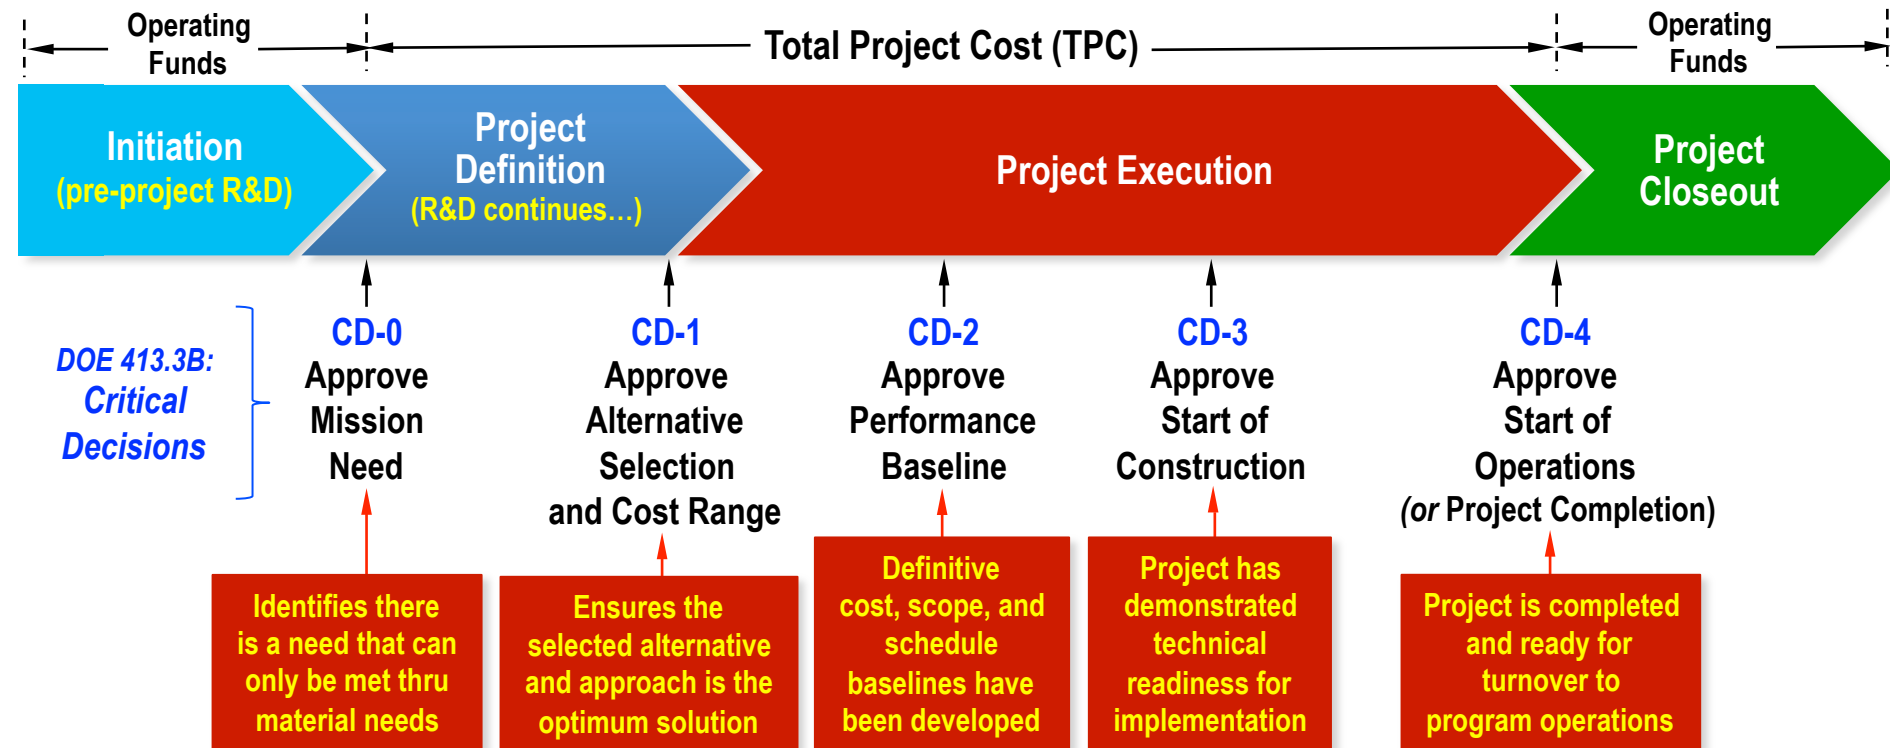 Operating
Funds
Total Project Cost (TPC)
Operating
Funds
Initiation
(pre-project R&D)
Project
Definition
(R&D continues…)
Project Execution
Project
Closeout
DOE 413.3B:
Critical
Decisions
CD-0
Approve
Mission
Need
CD-1
Approve
Alternative
Selection
and Cost Range
CD-2
Approve
Performance
Baseline
CD-3
Approve
Start of
Construction
CD-4
Approve
Start of
Operations
(or Project Completion)
Identifies there
is a need that can
only be met thru
material needs
Ensures the
selected alternative
and approach is the
optimum solution
Definitive
cost, scope, and
schedule
baselines have
been developed
Project has
demonstrated
technical
readiness for
implementation
Project is completed
and ready for
turnover to
program operations